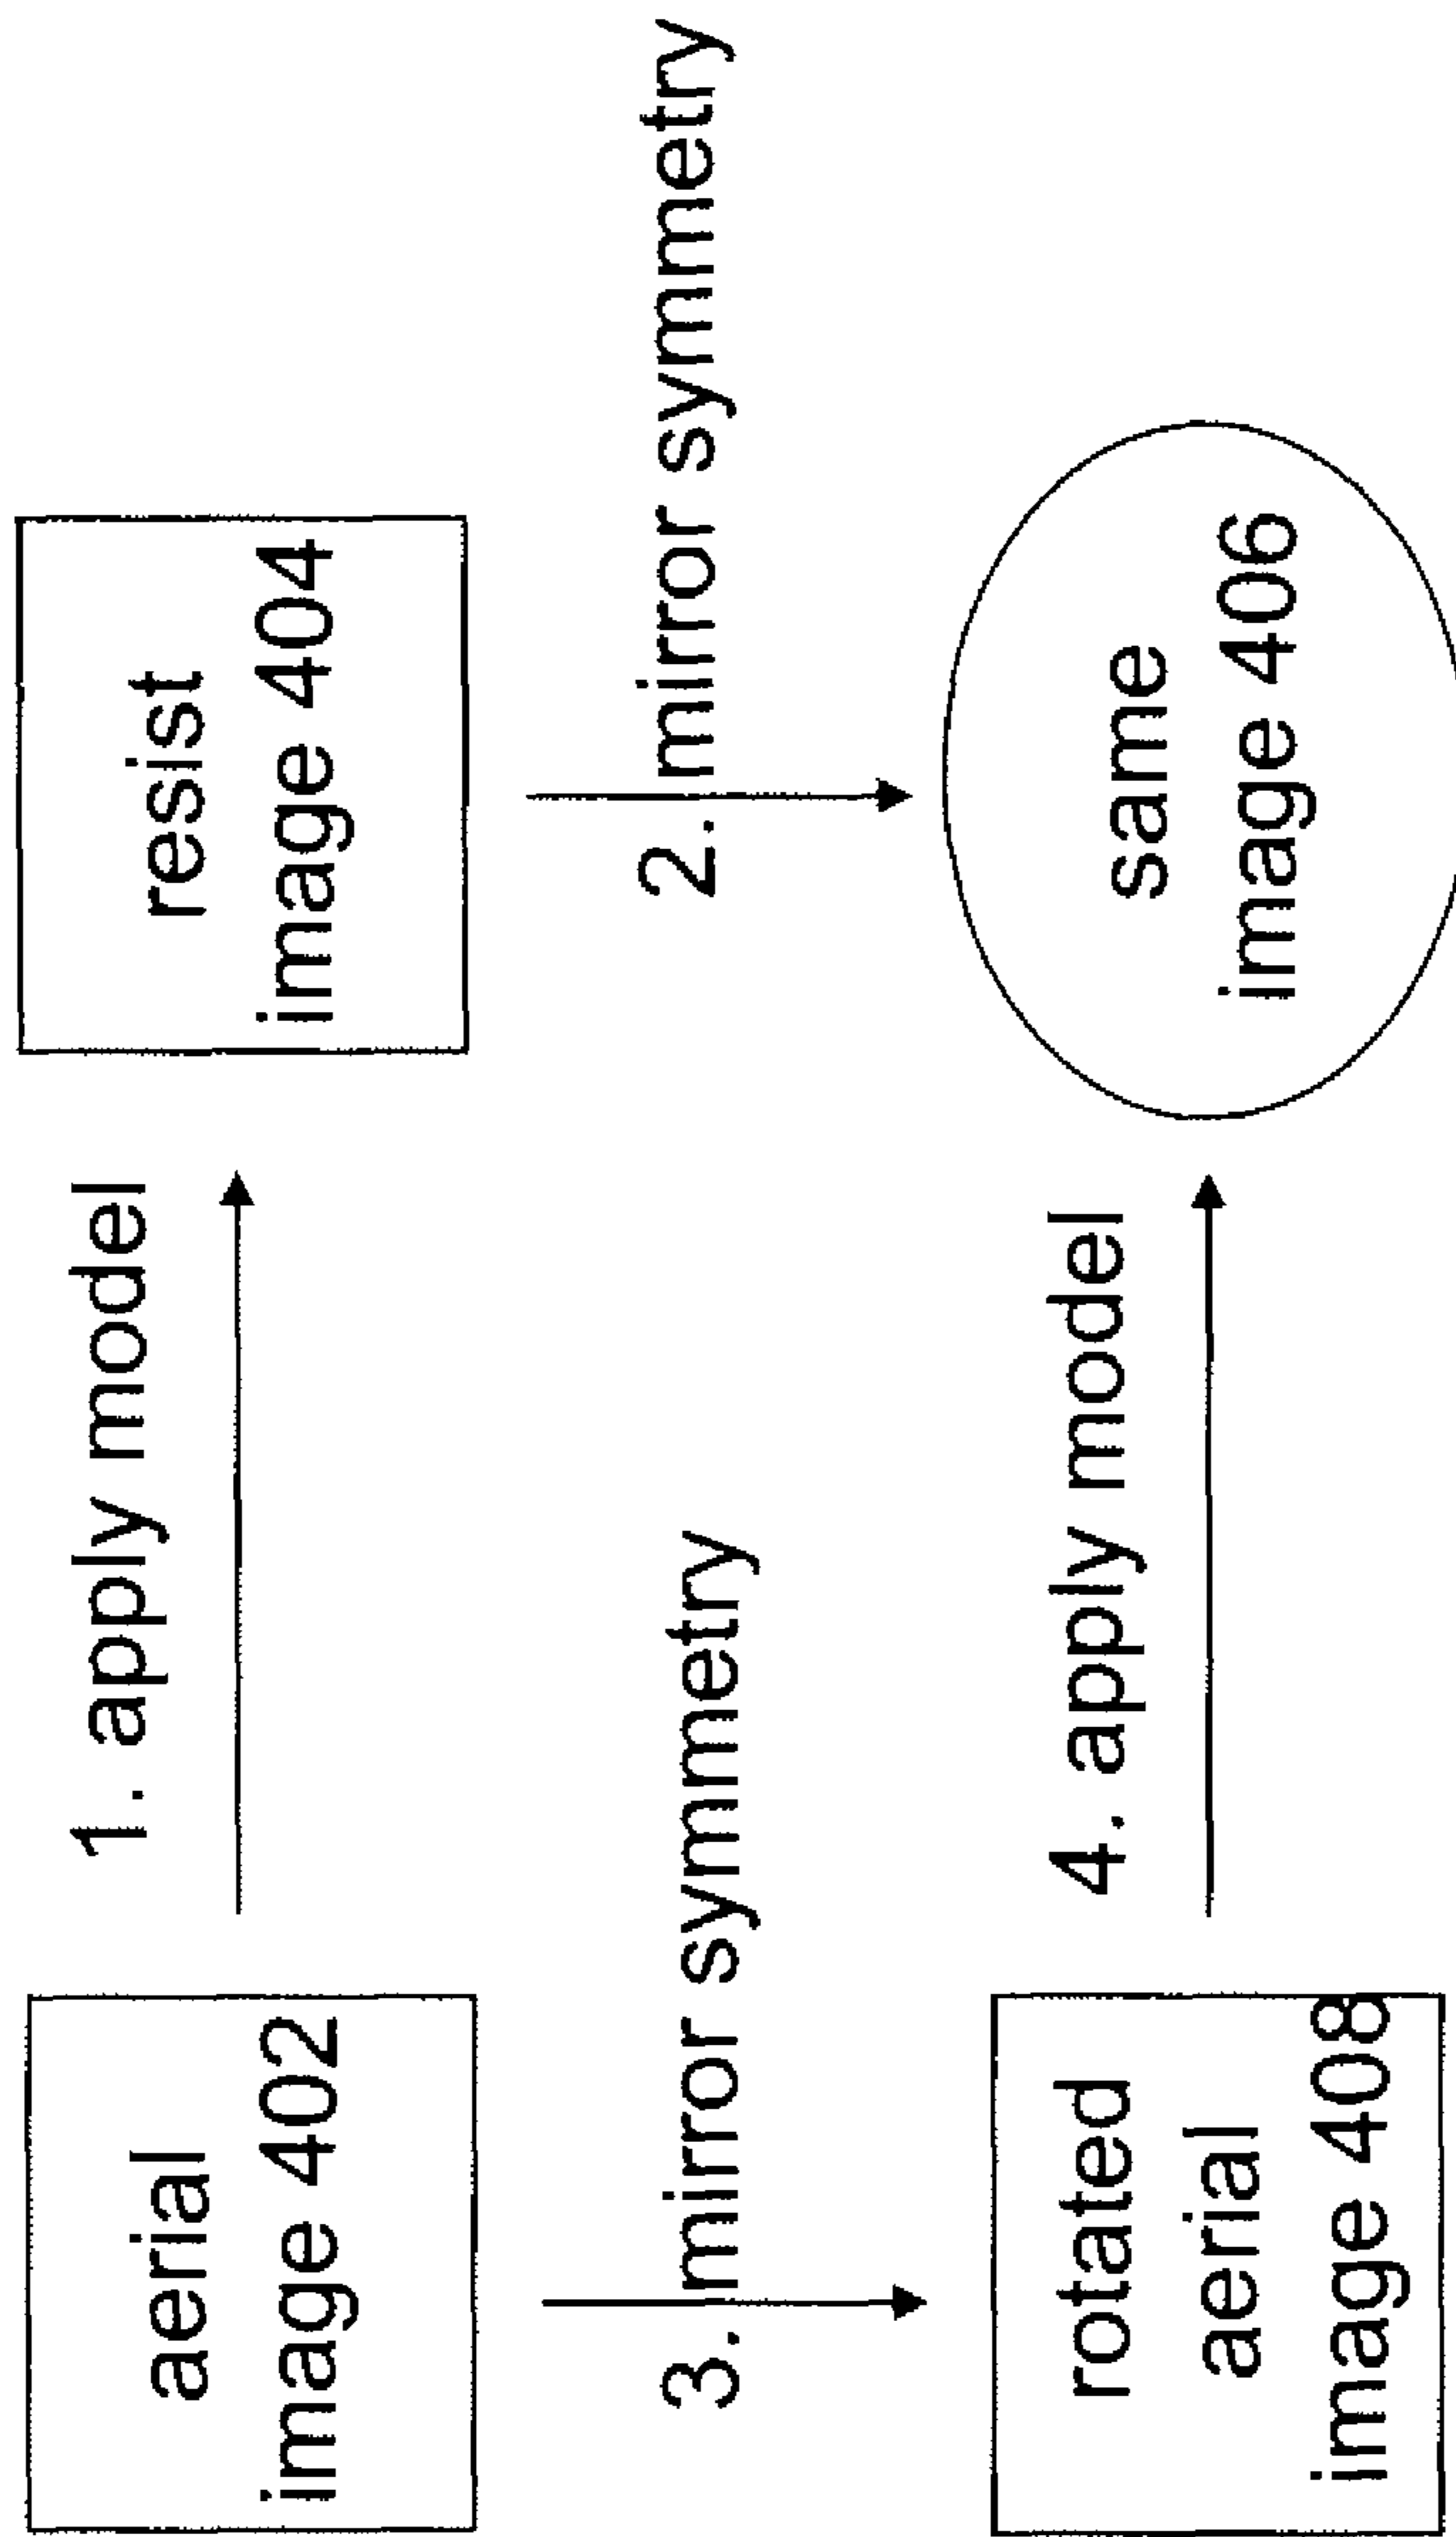 aerial
image 402
1. apply model
resist
image 404
3. mirror symmetry
2. mirror symmetry
rotated
aerial
image 408
4. apply model
same
image 406